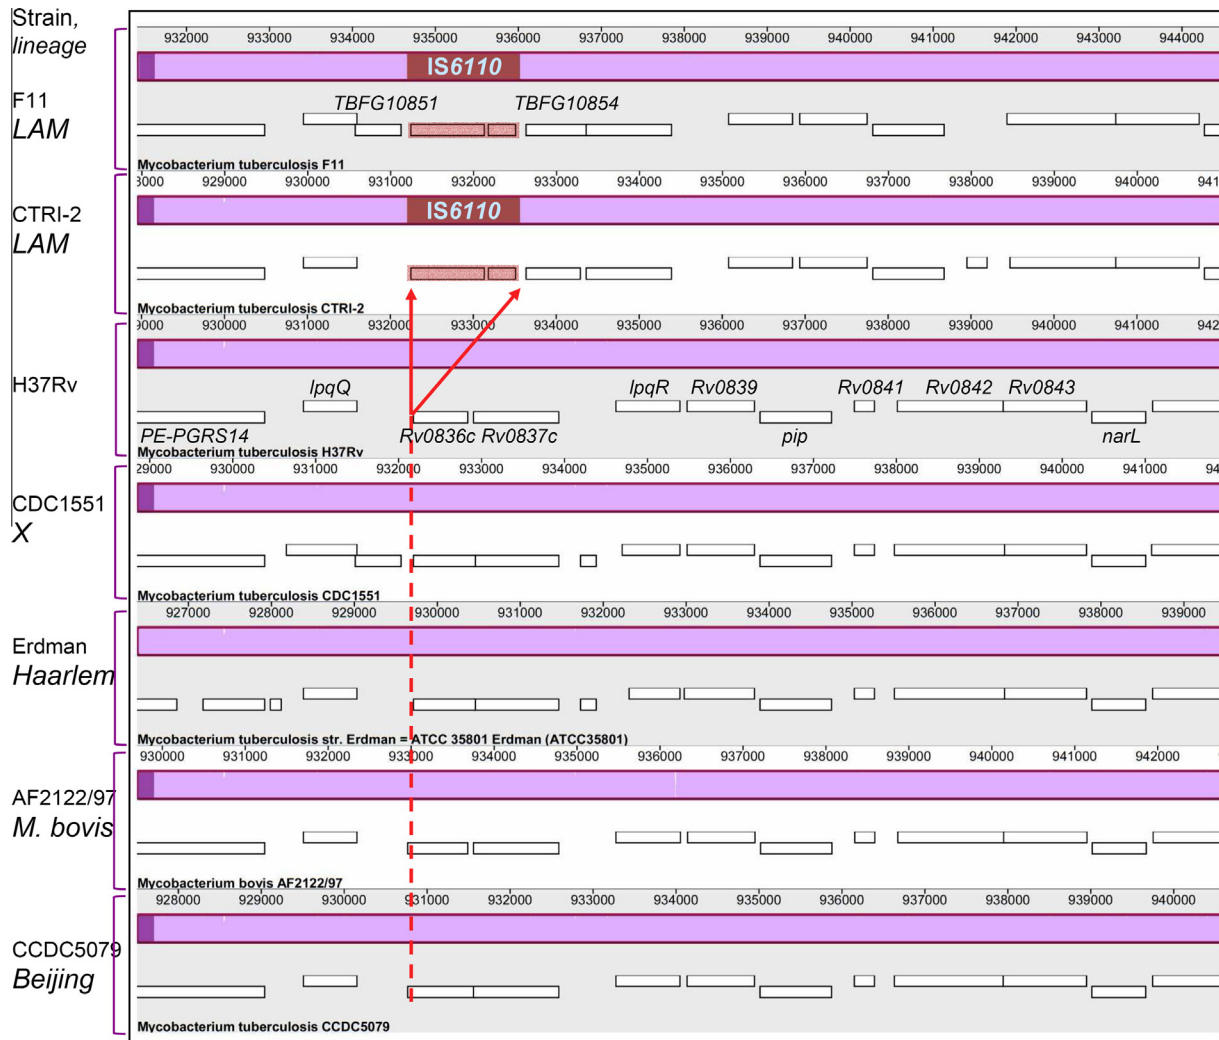 Strain,
lineage
932000 933000 934000 935000 936000 937000 938000 939000 940000 941000 942000 943000 944000
IS6110
F11
LAM
TBFG10851 TBFG10854
Mycobacterium tuberculosis F11
929000 930000 931000 932000 933000 934000 935000 936000 937000 938000 939000 940000 941
CTRI-2
LAM
IS6110
Mycobacterium tuberculosis CTRI-2
930000 931000 932000 933000 934000 935000 936000 937000 938000 939000 940000 941000 942
H37Rv
lpqQ lpqR Rv0839 Rv0841 Rv0842 Rv0843
PE-PGRS14 Rv0836c Rv0837c pip narL
Mycobacterium tuberculosis H37Rv
29000 930000 931000 932000 933000 934000 935000 936000 937000 938000 939000 940000 941000 94
CDC1551
X
Mycobacterium tuberculosis CDC1551
927000 928000 929000 930000 931000 932000 933000 934000 935000 936000 937000 938000 939000
Erdman
Haarlem
Mycobacterium tuberculosis str. Erdman = ATCC 35801 Erdman (ATCC35801)
930000 931000 932000 933000 934000 935000 936000 937000 938000 939000 940000 941000 942000
AF2122/97
M. bovis
Mycobacterium bovis AF2122/97
928000 929000 930000 931000 932000 933000 934000 935000 936000 937000 938000 939000 940000
CCDC5079
Beijing
Mycobacterium tuberculosis CCDC5079